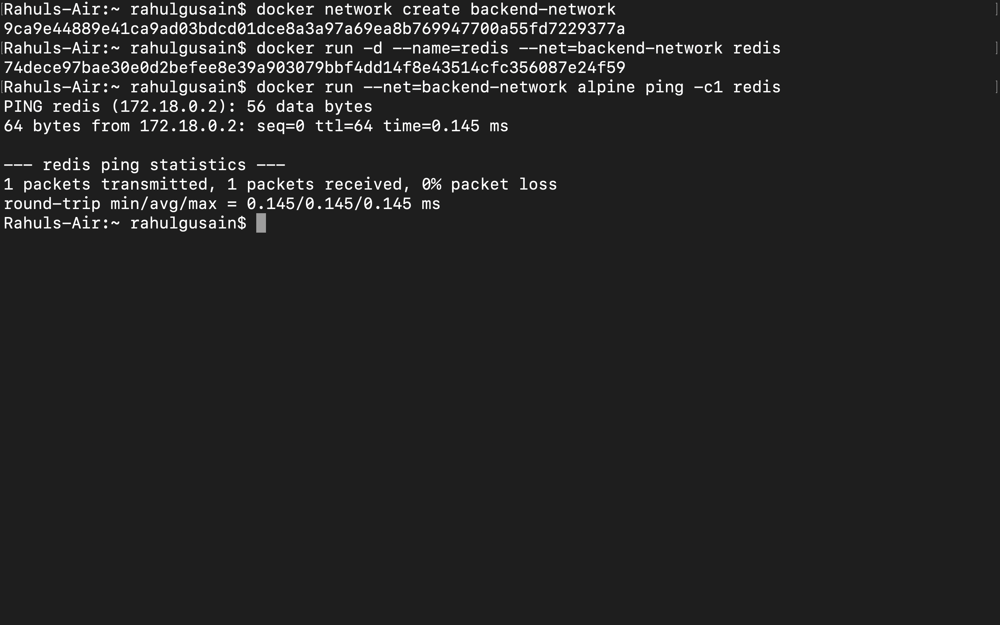 Rahuls-Air:~ rahulgusain$ docker network create backend-network
9ca9e44889e41ca9ad03bdcd01dce8a3a97a69ea8b769947700a55fd7229377a
Rahuls-Air:~ rahulgusain$ docker run -d --name=redis --net=backend-network redis
74dece97bae30e0d2befee8e39a903079bbf4dd14f8e43514cfc356087e24f59
Rahuls-Air:~ rahulgusain$ docker run --net=backend-network alpine ping -c1 redis
PING redis (172.18.0.2): 56 data bytes
64 bytes from 172.18.0.2: seq=0 ttl=64 time=0.145 ms
--- redis ping statistics ---
1 packets transmitted, 1 packets received, 0% packet loss
round-trip min/avg/max = 0.145/0.145/0.145 ms
Rahuls-Air:~ rahulgusain$